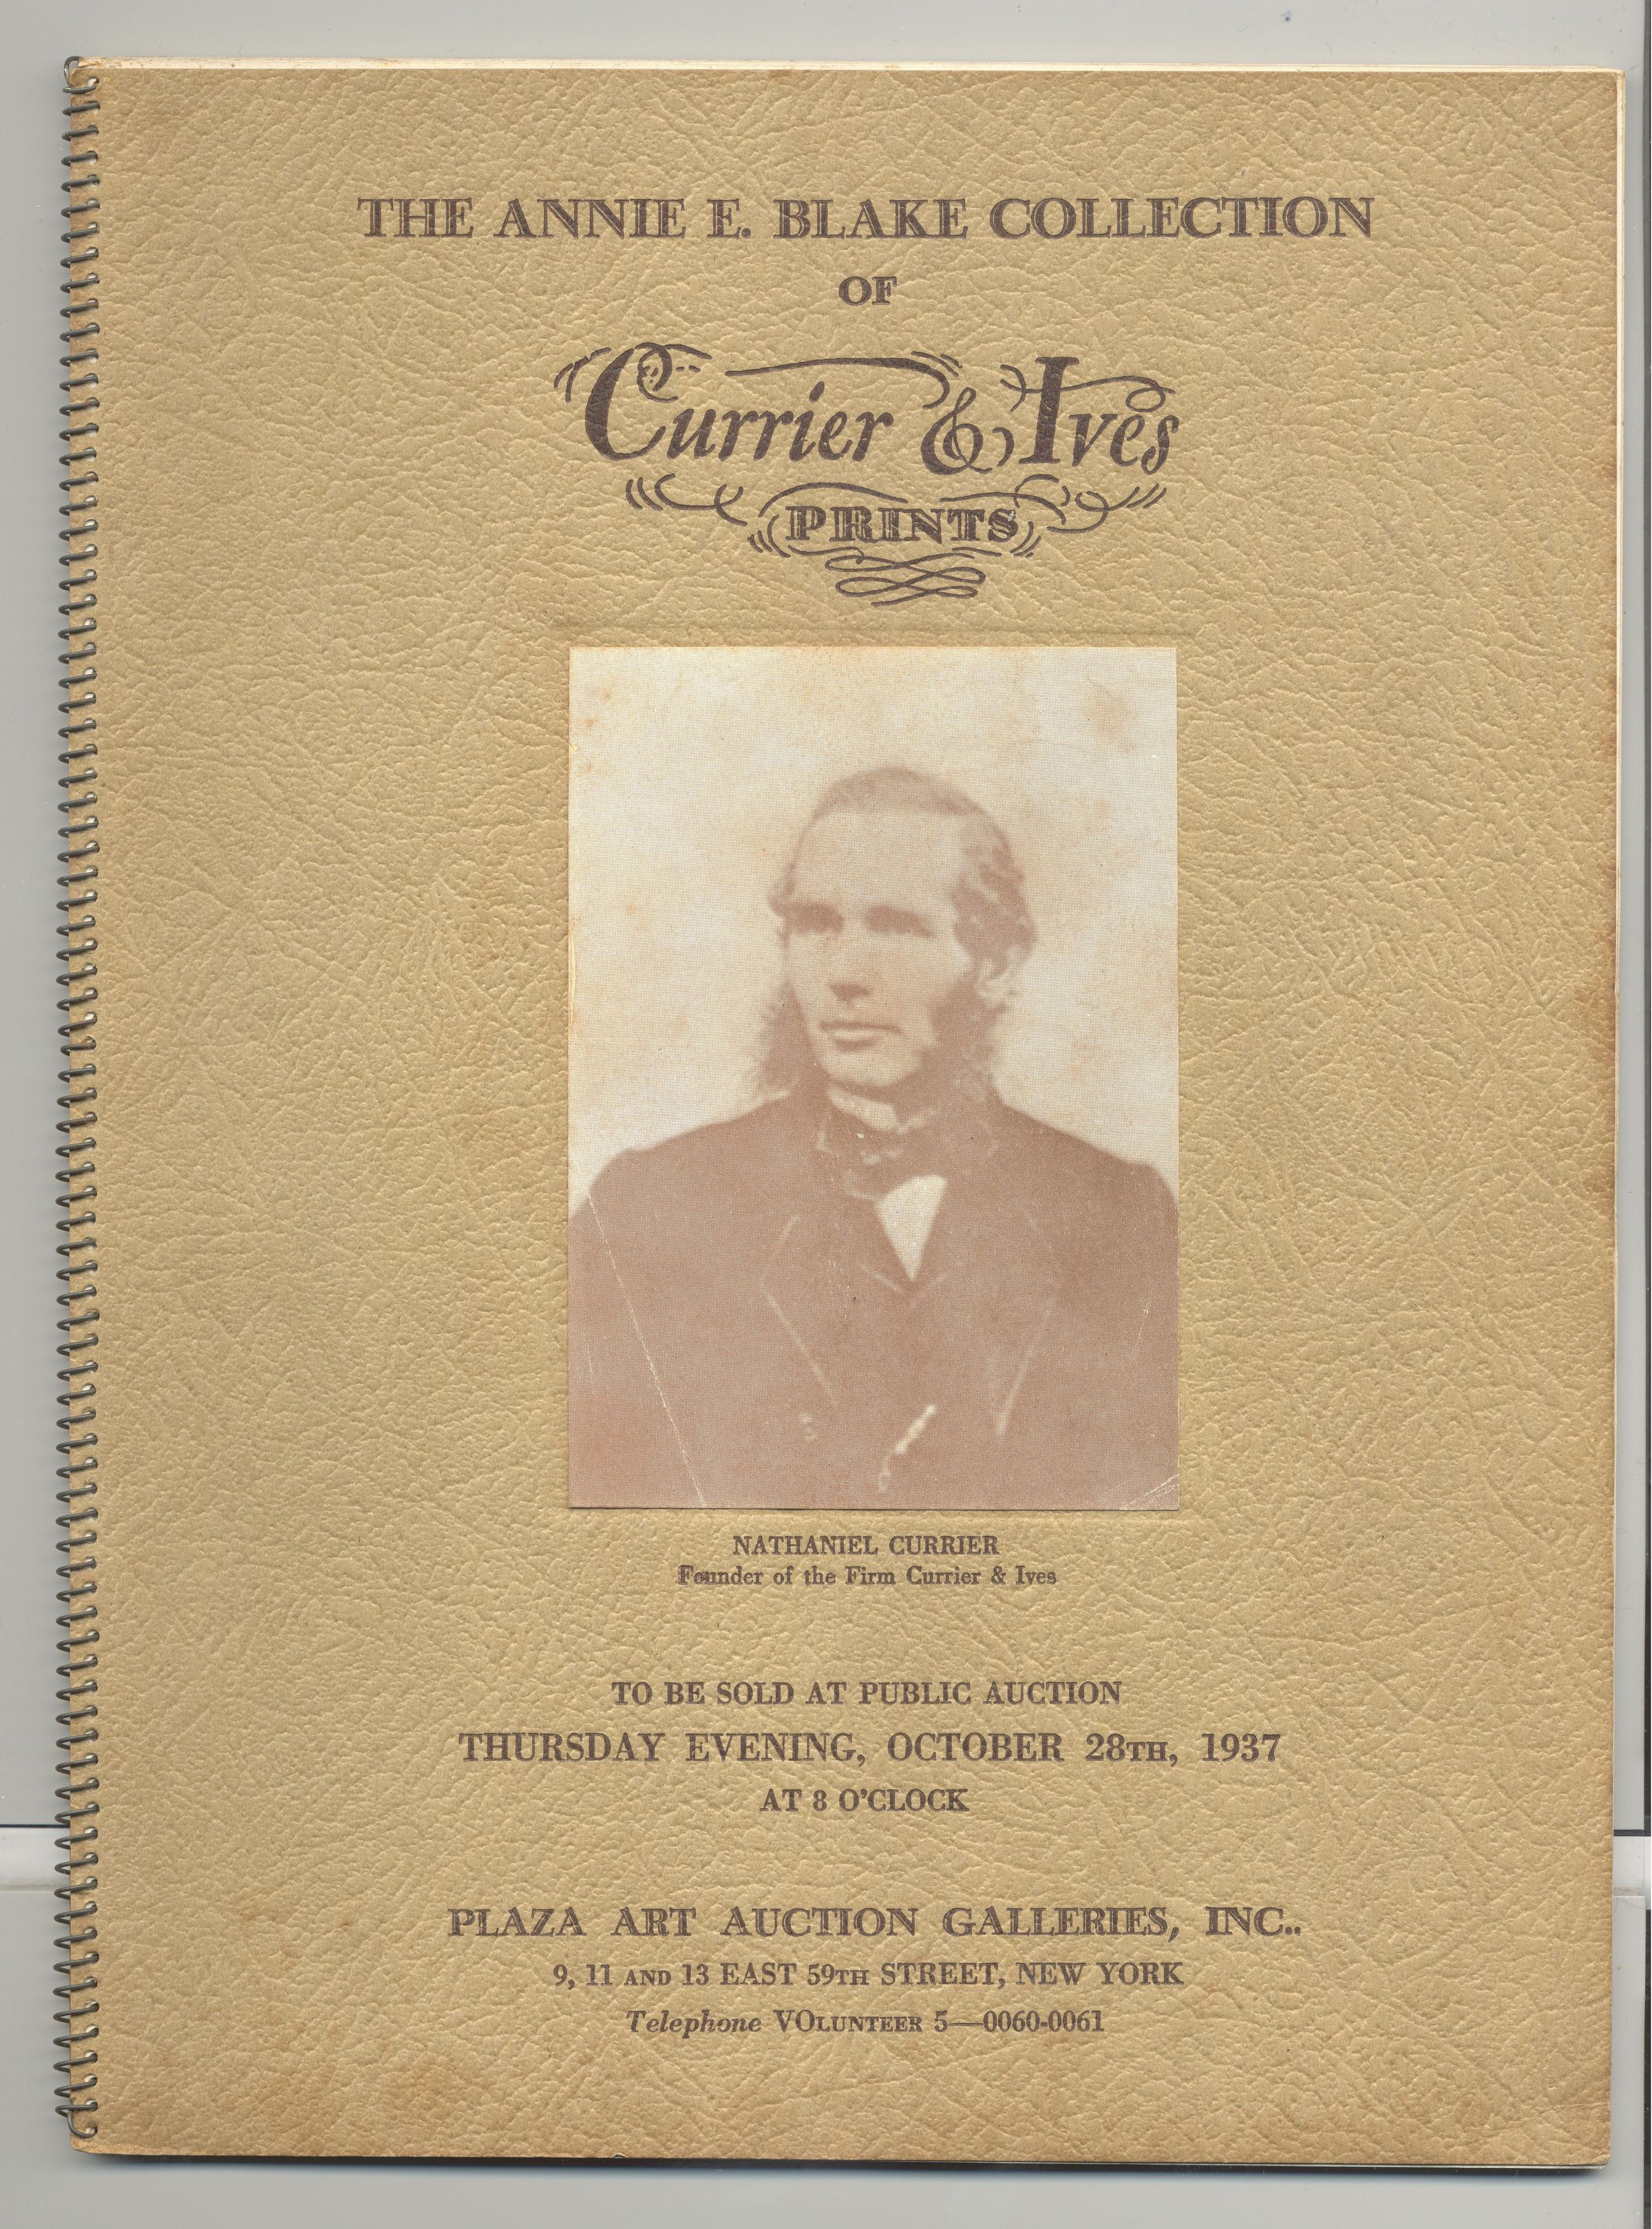 THE ANNIE E. BLAKE COLLECTION
OF
Currier & Ives
PRINTS
NATHANIEL CURRIER
Founder of the Firm Currier & Ives
TO BE SOLD AT PUBLIC AUCTION
THURSDAY EVENING, OCTOBER 28TH, 1937
AT 8 O'CLOCK
PLAZA ART AUCTION GALLERIES, INC..
9, 11 AND 13 EAST 59TH STREET, NEW YORK
Telephone VOLUNTEER 5—0060-0061